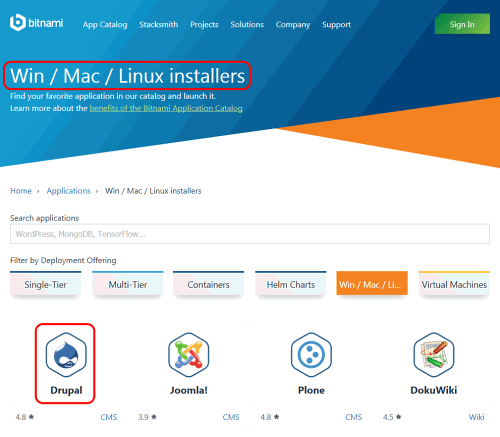 bitnami App Catalog Stacksmith Projects Solutions Company Support Sign In
Win / Mac / Linux installers
Find your favorite application in our catalog and launch it.
Learn more about the benefits of the Bitnami Application Catalog
Home › Applications › Win / Mac / Linux installers
Search applications
WordPress, MongoDB, TensorFlow...
Filter by Deployment Offering
Single-Tier Multi-Tier Containers Helm Charts Win / Mac / Li... Virtual Machines
Drupal Joomla! Plone DokuWiki
4.8 ★ CMS 3.9 ★ CMS 4.8 ★ CMS 4.5 ★ Wiki